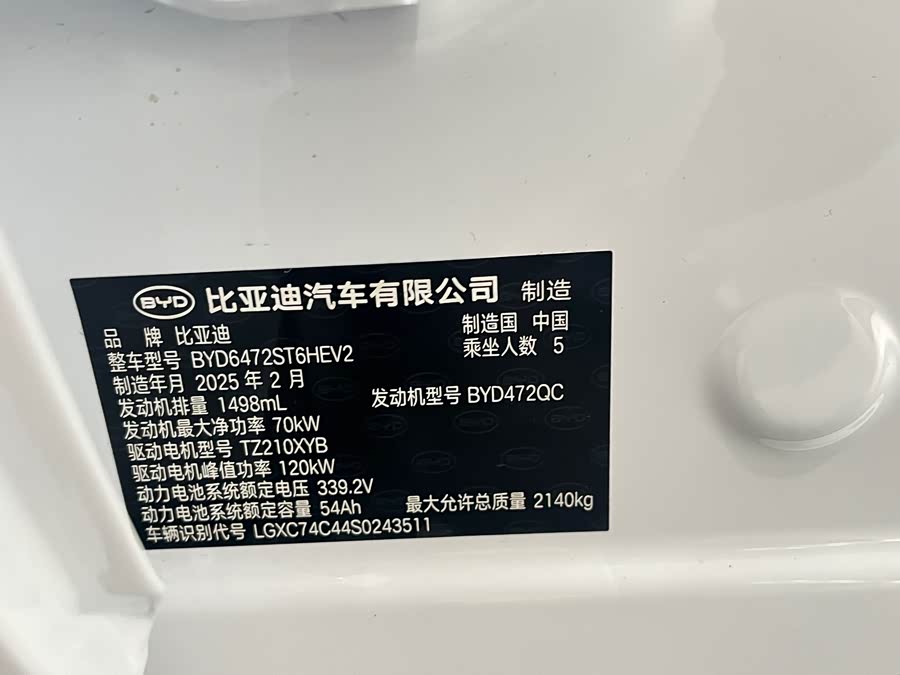 BYD 比亚迪汽车有限公司 制造
品 牌 比亚迪 制造国 中国
整车型号 BYD6472ST6HEV2 乘坐人数 5
制造年月 2025 年 2 月
发动机排量 1498mL 发动机型号 BYD472QC
发动机最大净功率 70kW
驱动电机型号 TZ210XYB
驱动电机峰值功率 120kW
动力电池系统额定电压 339.2V
动力电池系统额定容量 54Ah 最大允许总质量 2140kg
车辆识别代号 LGXC74C44S0243511